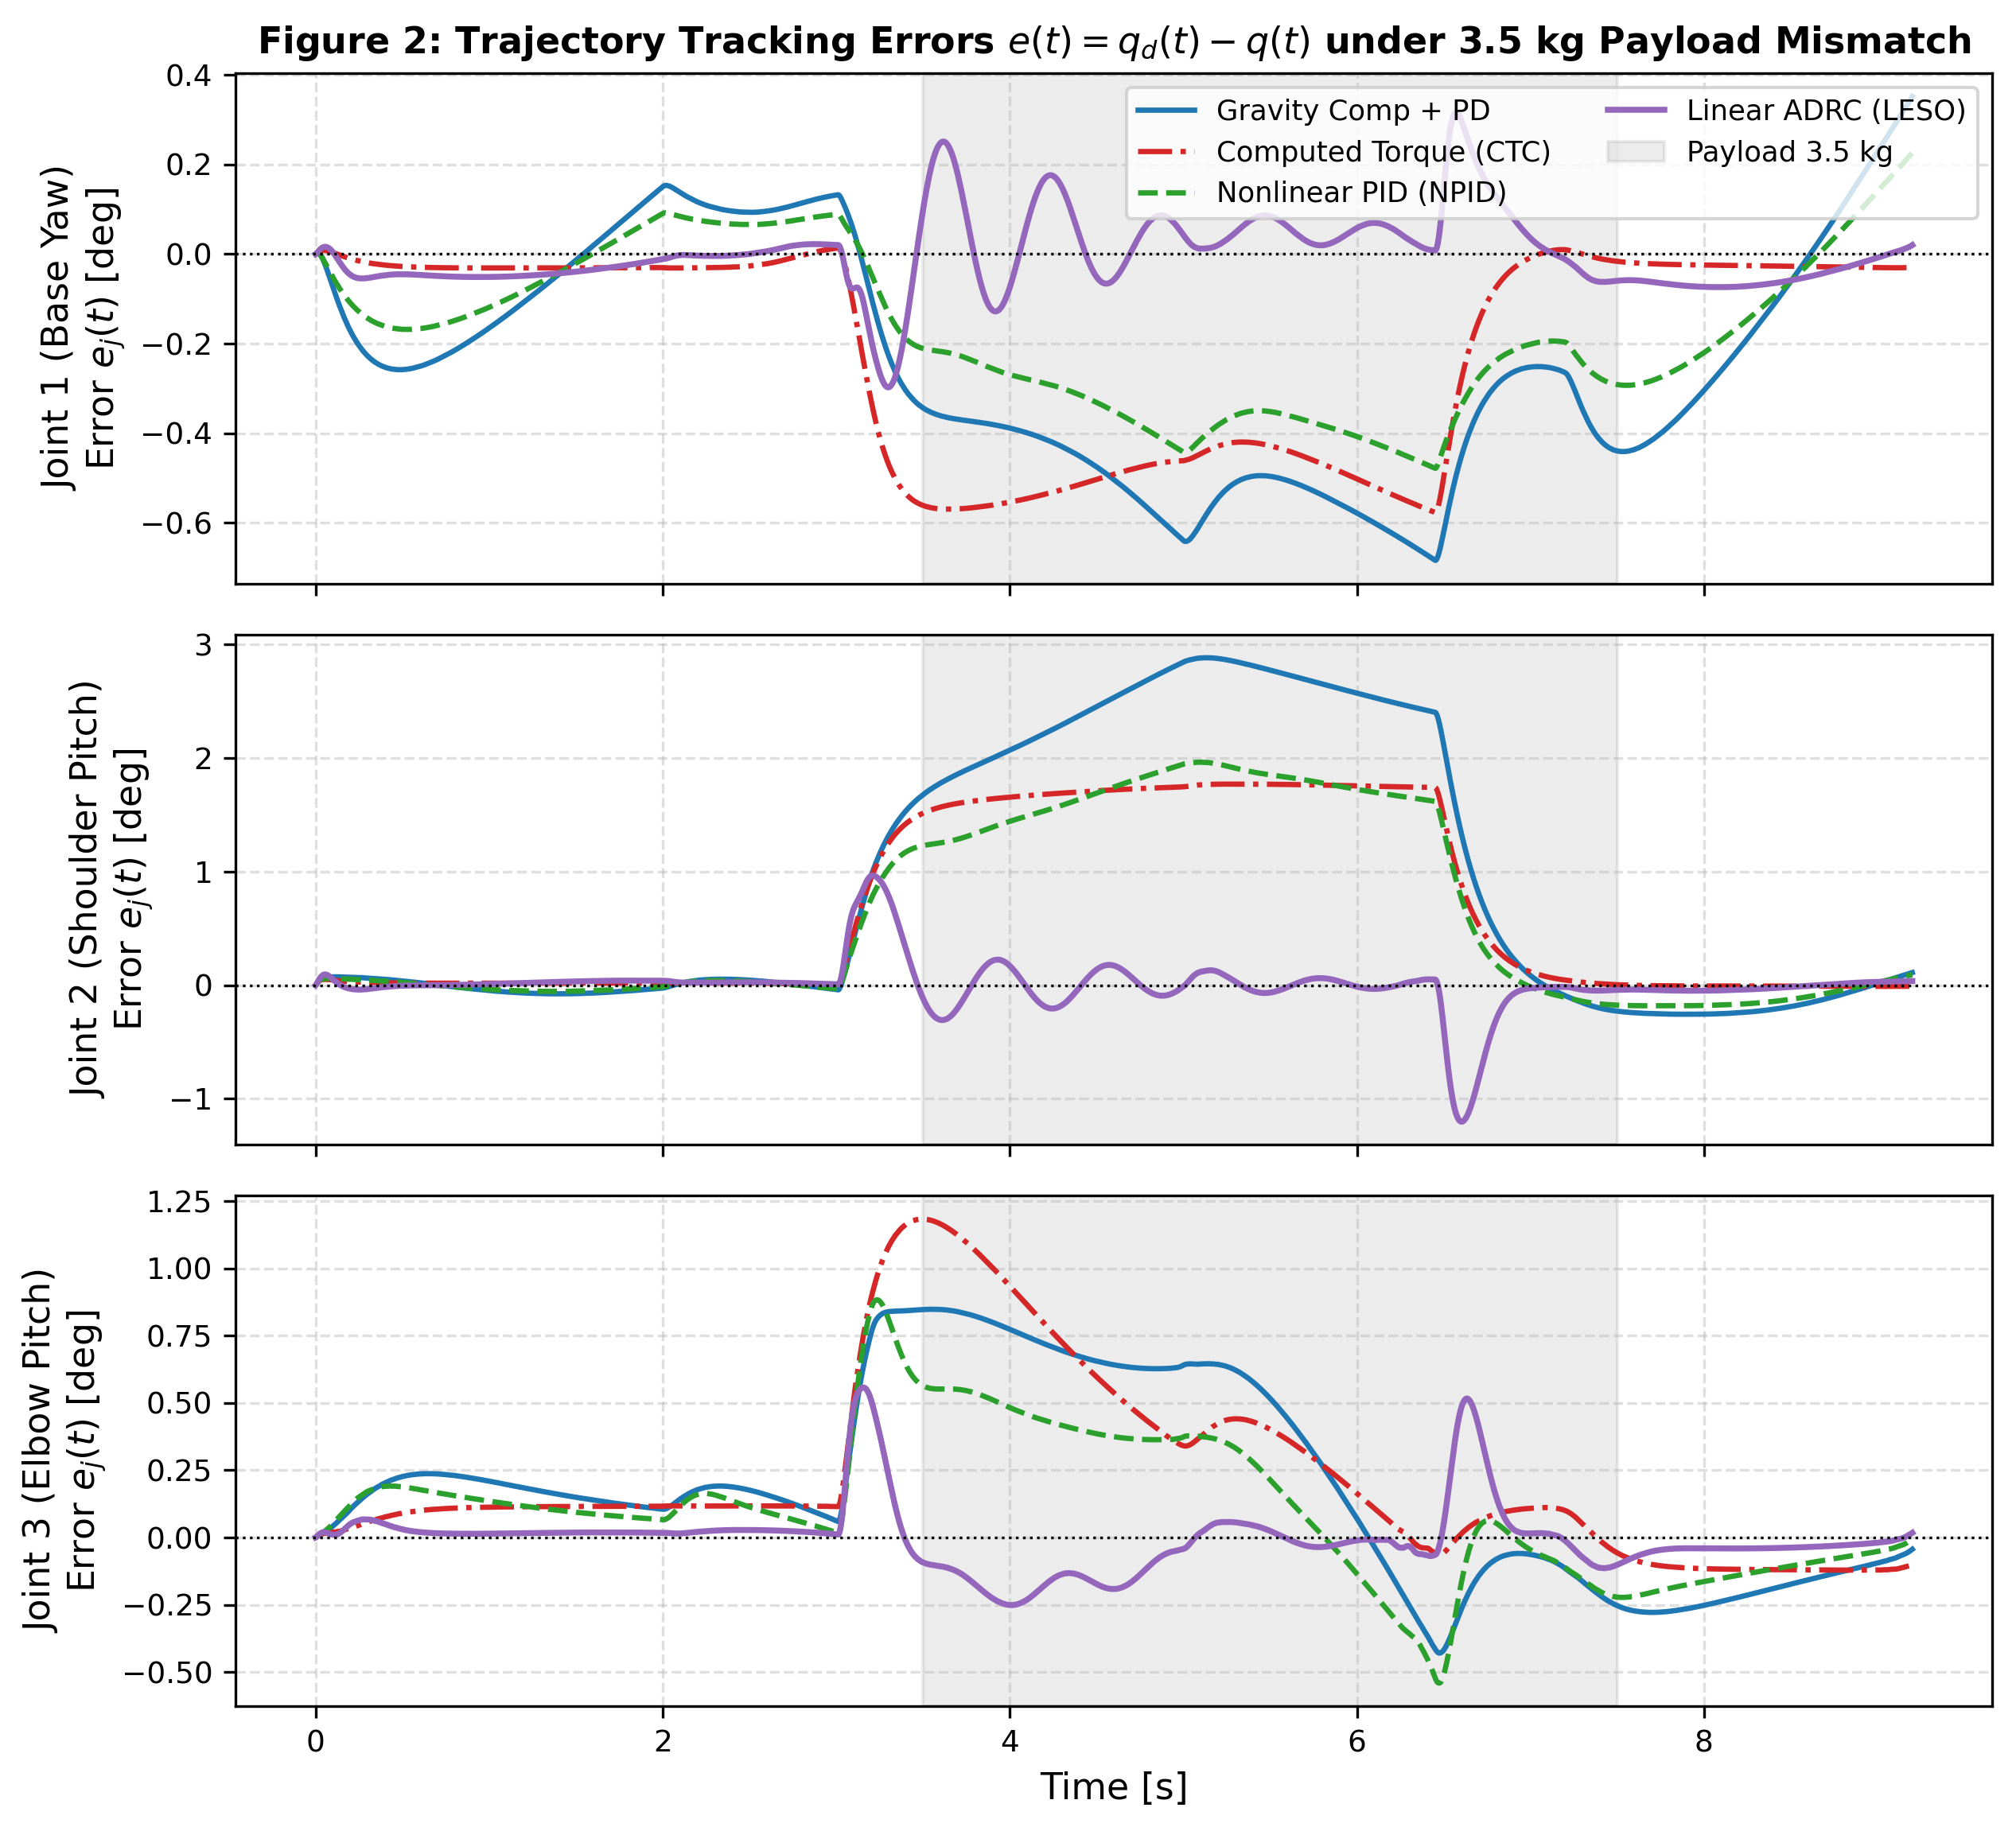 Figure 2: Trajectory Tracking Errors e(t) = q_d(t) − q(t) under 3.5 kg Payload Mismatch
Joint 1 (Base Yaw)
Error e_j(t) [deg]
0.4
0.2
0.0
−0.2
−0.4
−0.6
Gravity Comp + PD
Computed Torque (CTC)
Nonlinear PID (NPID)
Linear ADRC (LESO)
Payload 3.5 kg
Joint 2 (Shoulder Pitch)
Error e_j(t) [deg]
3
2
1
0
−1
Joint 3 (Elbow Pitch)
Error e_j(t) [deg]
1.25
1.00
0.75
0.50
0.25
0.00
−0.25
−0.50
0 2 4 6 8
Time [s]